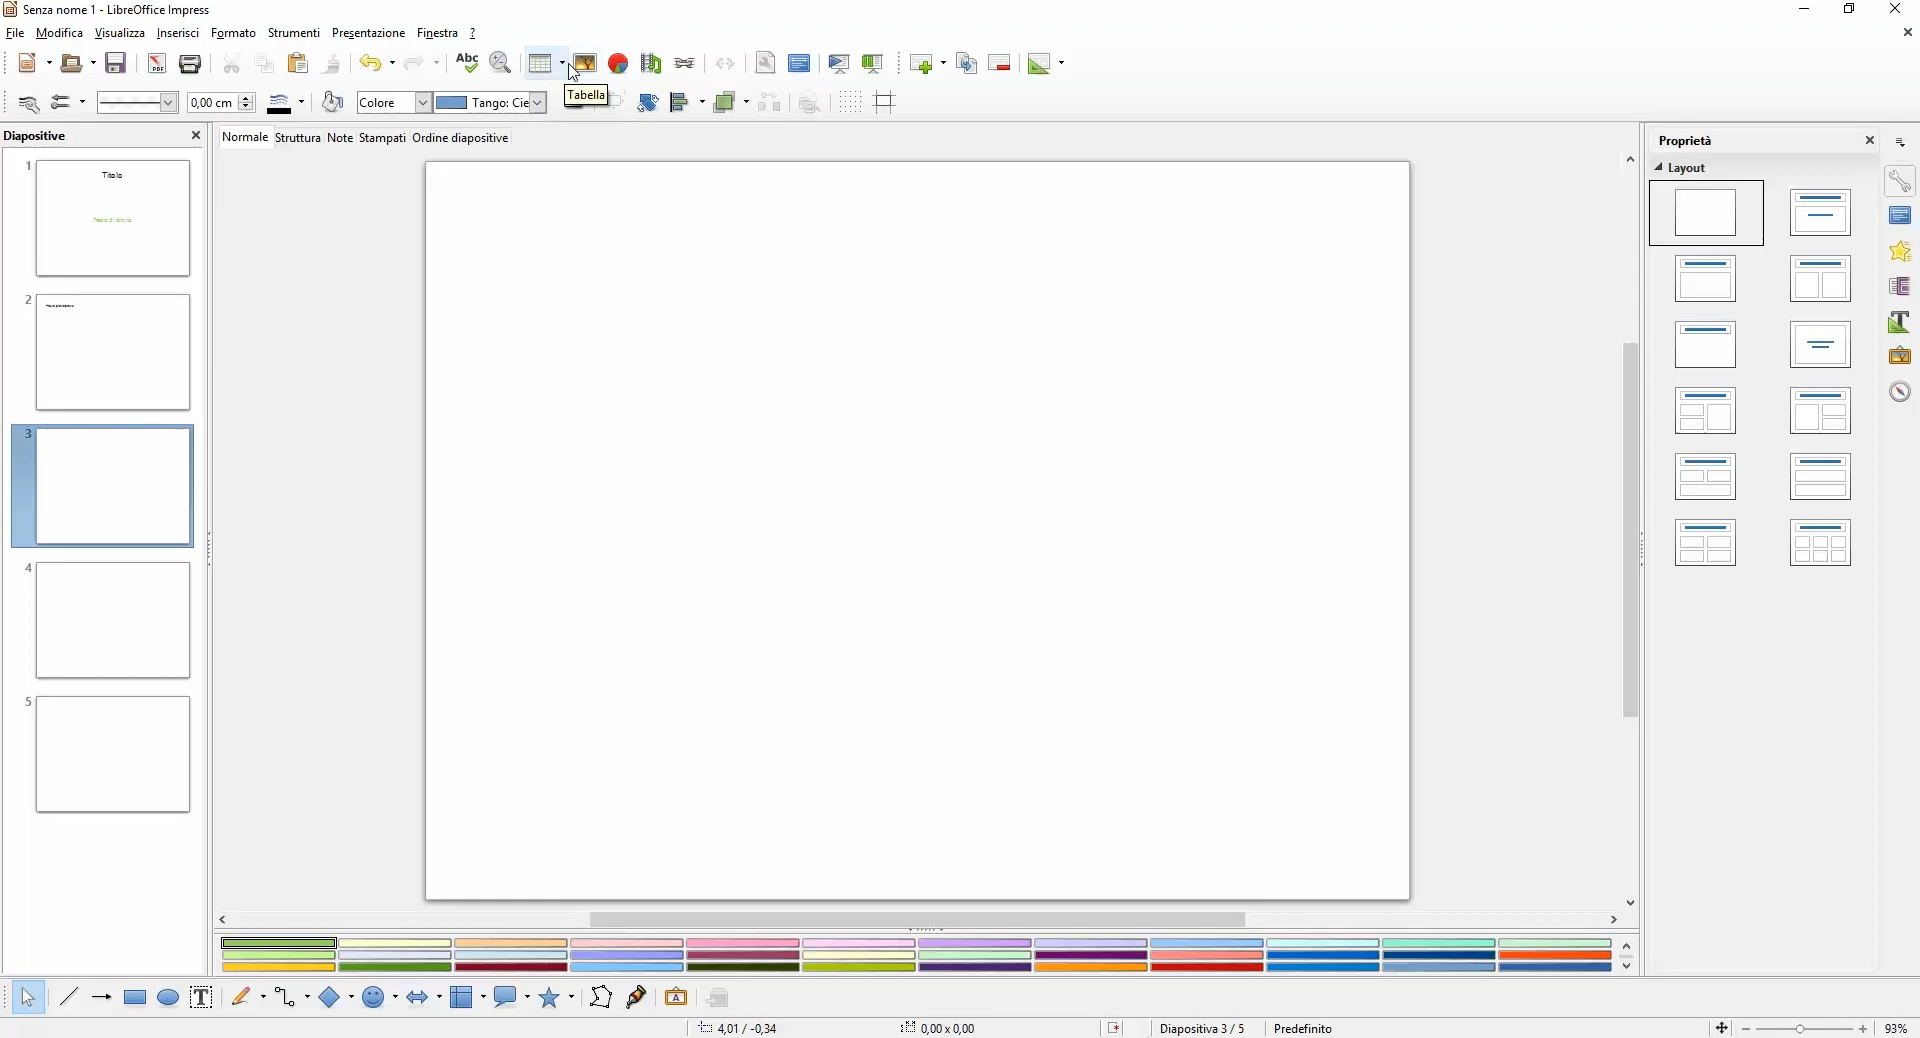 Senza nome 1 - LibreOffice Impress
File Modifica Visualizza Inserisci Formato Strumenti Presentazione Finestra ?
PDF Abc
0,00 cm Colore Tango: Cie Tabella
Diapositive
Normale Struttura Note Stampati Ordine diapositive
Proprietà
Layout
1
Titolo
2
3
4
5
T
A
4,01 / -0,34 0,00 x 0,00 Diapositiva 3 / 5 Predefinito 93%